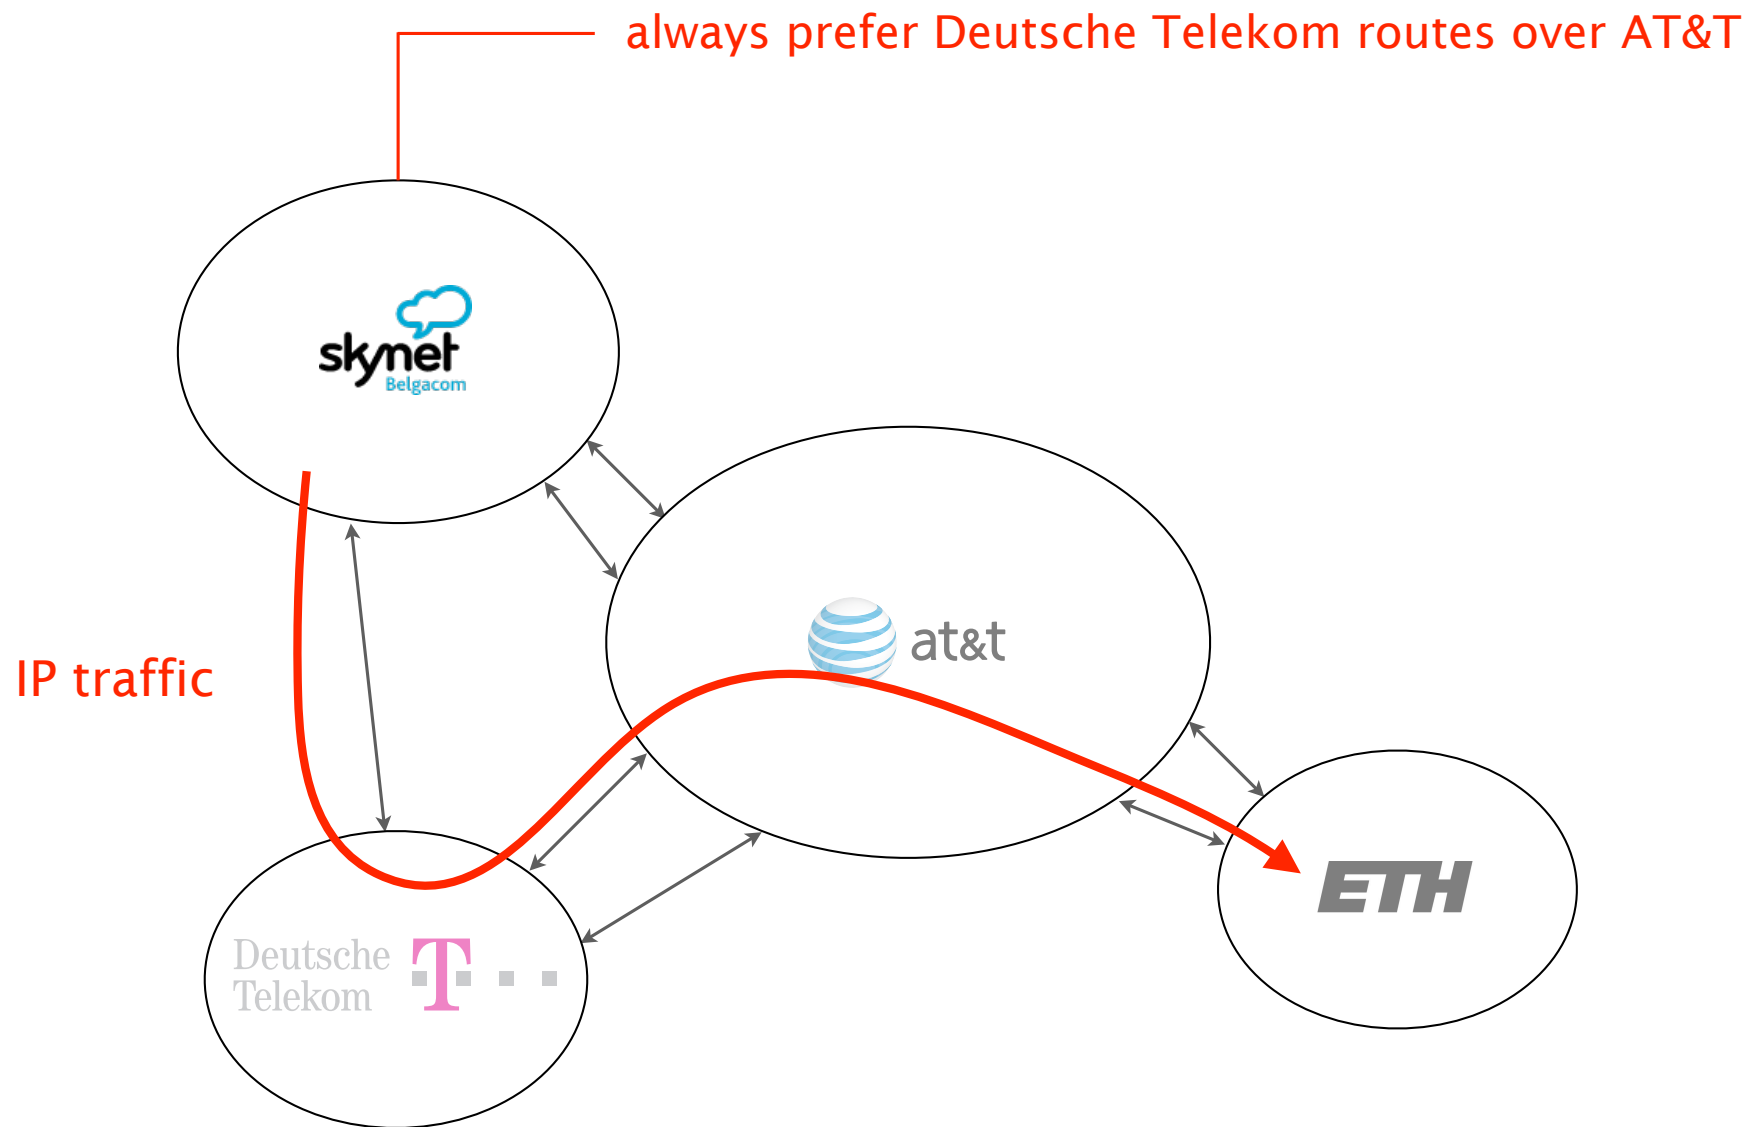 always prefer Deutsche Telekom routes over AT&T
skynet
Belgacom
at&t
IP traffic
ETH
Deutsche
Telekom
T